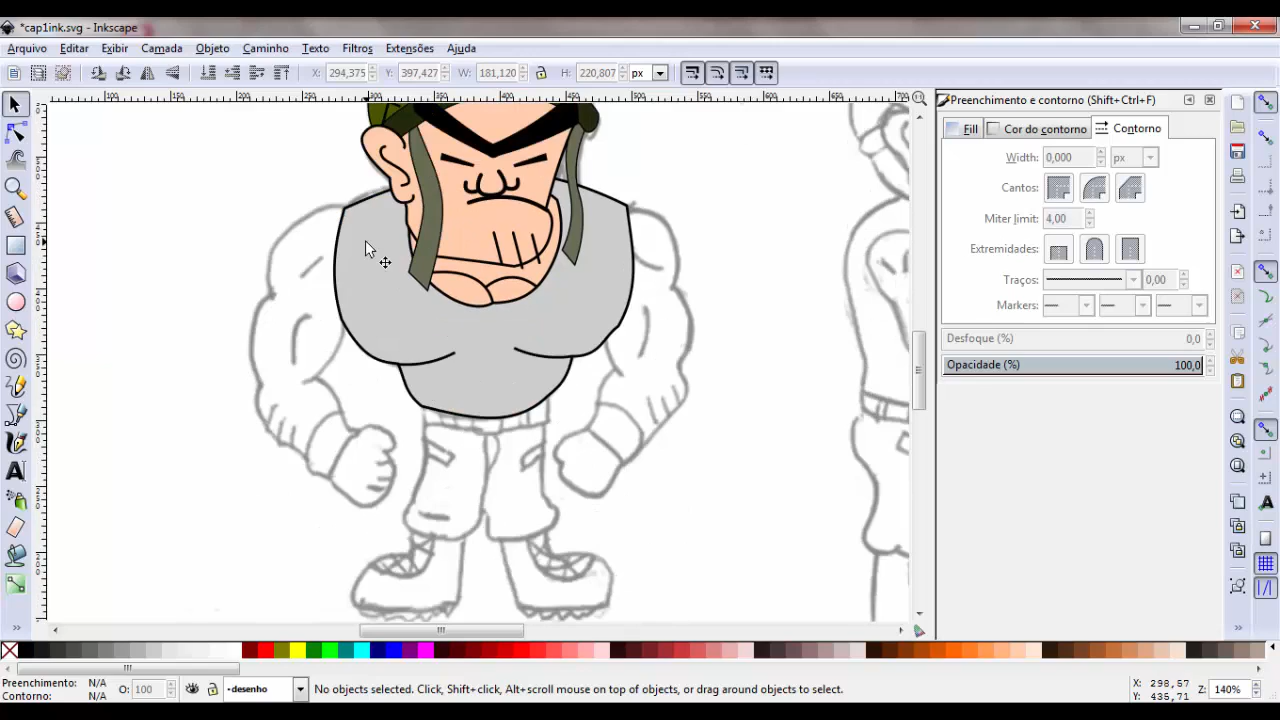 *cap1ink.svg - Inkscape
Arquivo Editar Exibir Camada Objeto Caminho Texto Filtros Extensões Ajuda
X: 294,375 Y: 397,427 W: 181,120 H: 220,807 px
Preenchimento e contorno (Shift+Ctrl+F)
Fill Cor do contorno Contorno
Width: 0,000 px
Cantos:
Miter limit: 4,00
Extremidades:
Traços: 0,00
Markers:
Desfoque (%) 0,0
Opacidade (%) 100,0
Preenchimento: N/A
Contorno: N/A
O: 100
desenho
No objects selected. Click, Shift+click, Alt+scroll mouse on top of objects, or drag around objects to select.
X: 298,57
Y: 435,71
Z: 140%